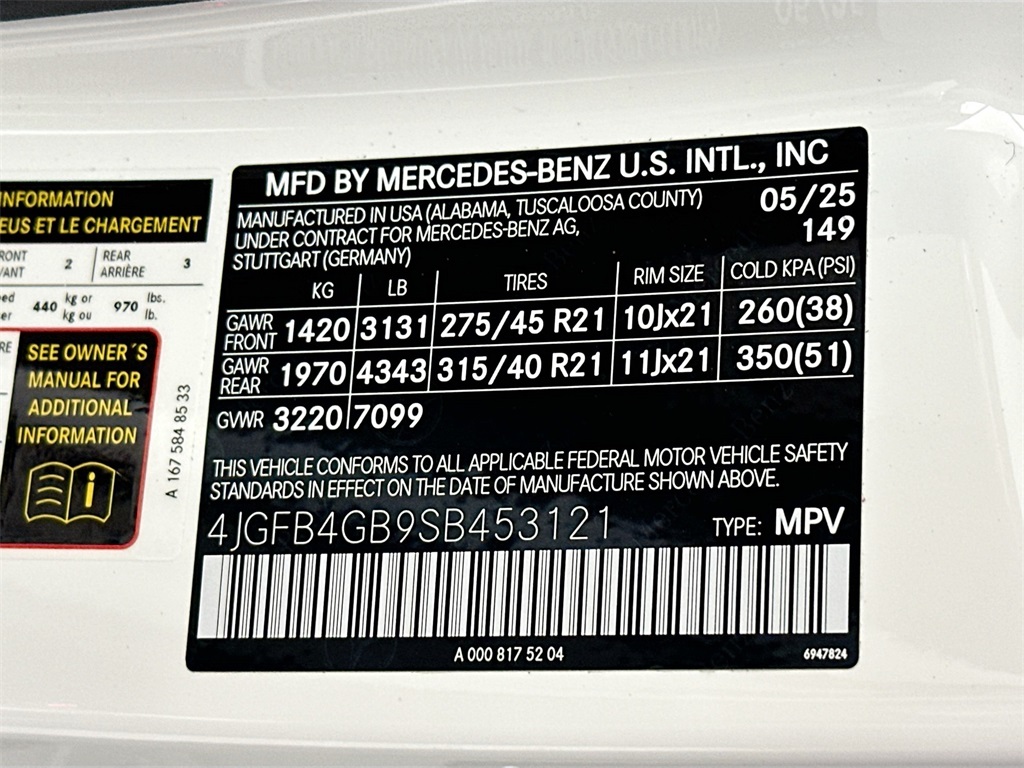 INFORMATION
EUS ET LE CHARGEMENT
2
REAR
ARRIÈRE
3
440
kg or
kg ou
970
lbs.
lb.
SEE OWNER´S
MANUAL FOR
ADDITIONAL
INFORMATION
i
A 167 584 85 33
MFD BY MERCEDES-BENZ U.S. INTL., INC
MANUFACTURED IN USA (ALABAMA, TUSCALOOSA COUNTY)
UNDER CONTRACT FOR MERCEDES-BENZ AG,
STUTTGART (GERMANY)
05/25
149
KG LB TIRES RIM SIZE COLD KPA (PSI)
GAWR FRONT 1420 3131 275/45 R21 10Jx21 260(38)
GAWR REAR 1970 4343 315/40 R21 11Jx21 350(51)
GVWR 3220 7099
THIS VEHICLE CONFORMS TO ALL APPLICABLE FEDERAL MOTOR VEHICLE SAFETY
STANDARDS IN EFFECT ON THE DATE OF MANUFACTURE SHOWN ABOVE.
4JGFB4GB9SB453121 TYPE: MPV
A 000 817 52 04
6947824